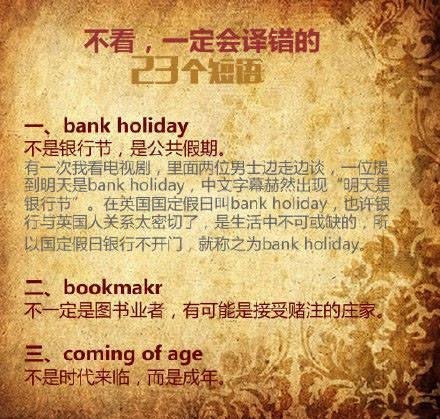 不看，一定会译错的
23个短语
一、bank holiday
不是银行节，是公共假期。
有一次我看电视剧，里面两位男士边走边谈，一位提
到明天是bank holiday，中文字幕赫然出现“明天是
银行节”。在英国国定假日叫bank holiday，也许银
行与英国人关系太密切了，是生活中不可或缺的，所
以国定假日银行不开门，就称之为bank holiday。
二、bookmakr
不一定是图书业者，有可能是接受赌注的庄家。
三、coming of age
不是时代来临，而是成年。